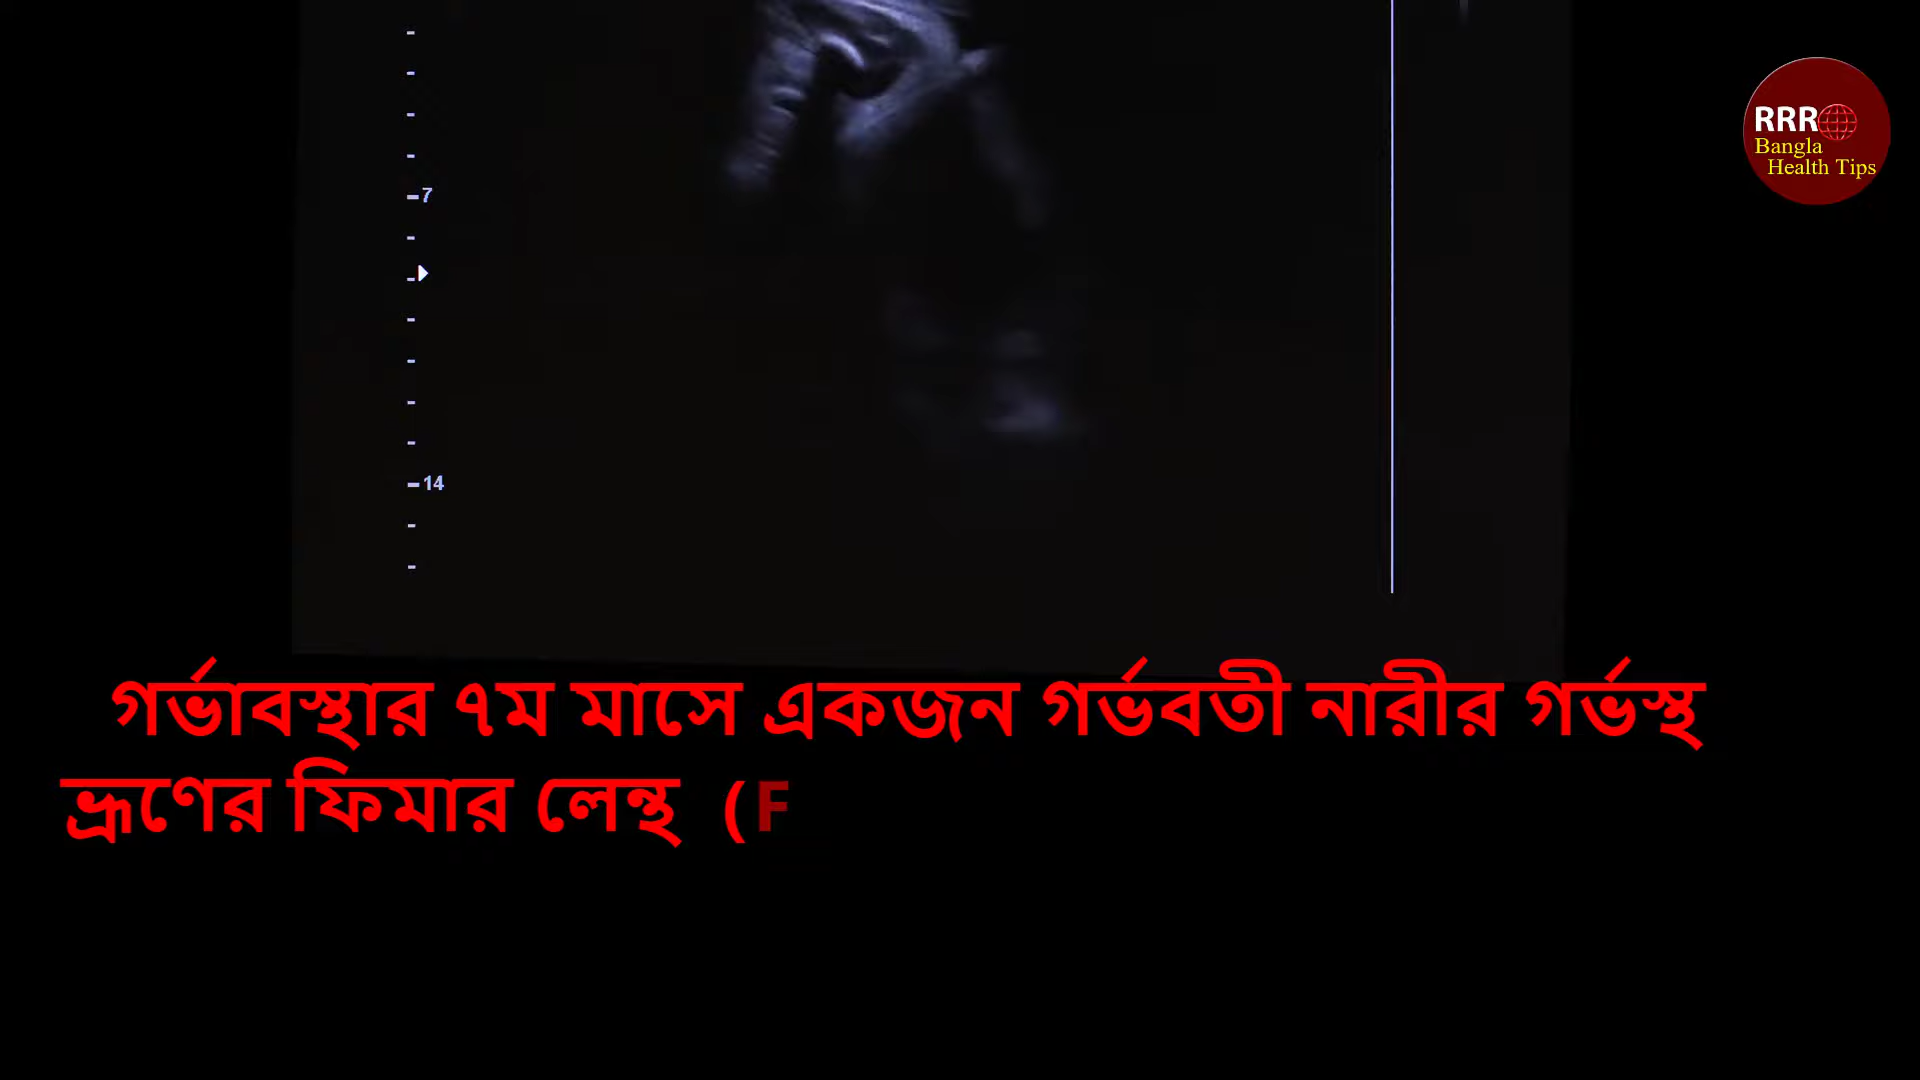 RRR
Bangla
Health Tips
7
14
গর্ভাবস্থার ৭ম মাসে একজন গর্ভবতী নারীর গর্ভস্থ
ভ্রূণের ফিমার লেন্থ (F